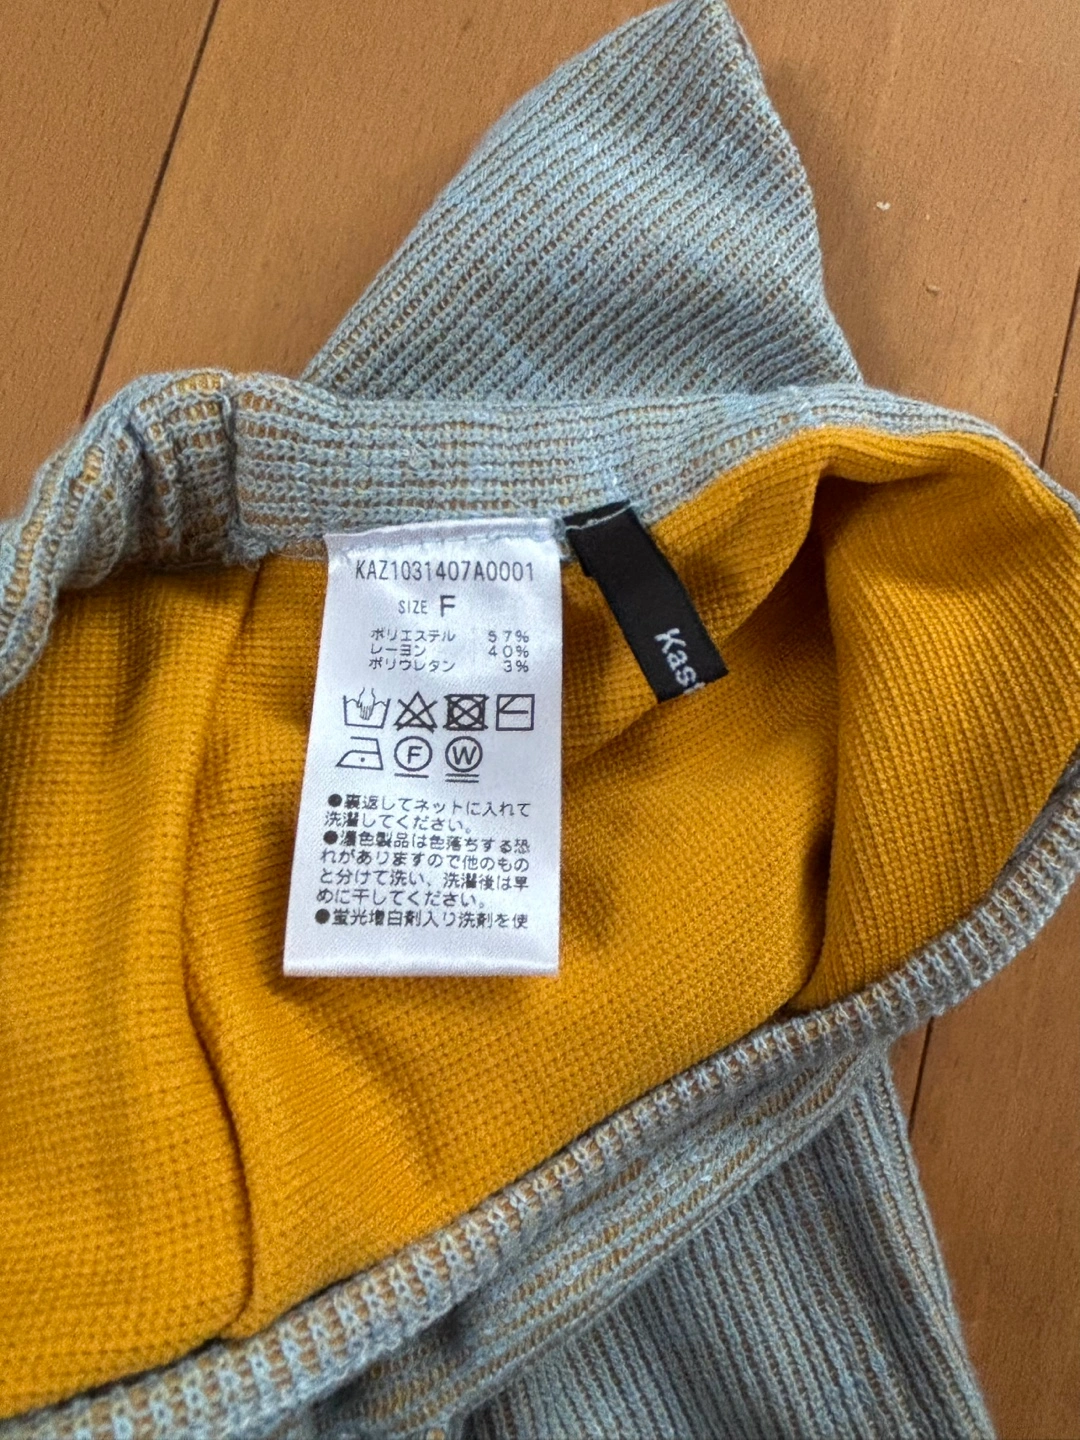 KAZ1031407A0001
SIZE F
ポリエステル 57%
レーヨン 40%
ポリウレタン 3%
F W
●裏返してネットに入れて
洗濯してください。
●濃色製品は色落ちする恐
れがありますので他のもの
と分けて洗い、洗濯後は早
めに干してください。
●蛍光増白剤入り洗剤を使
Kas